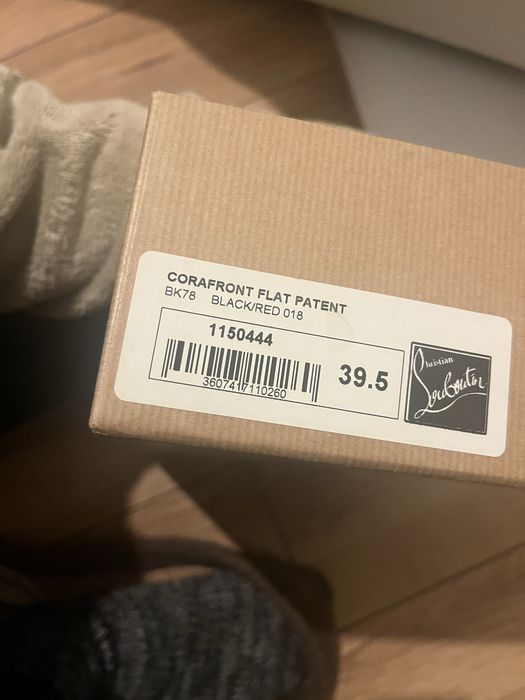 CORAFRONT FLAT PATENT
BK78 BLACK/RED 018
1150444
3607417110260
39.5
Christian
Louboutin